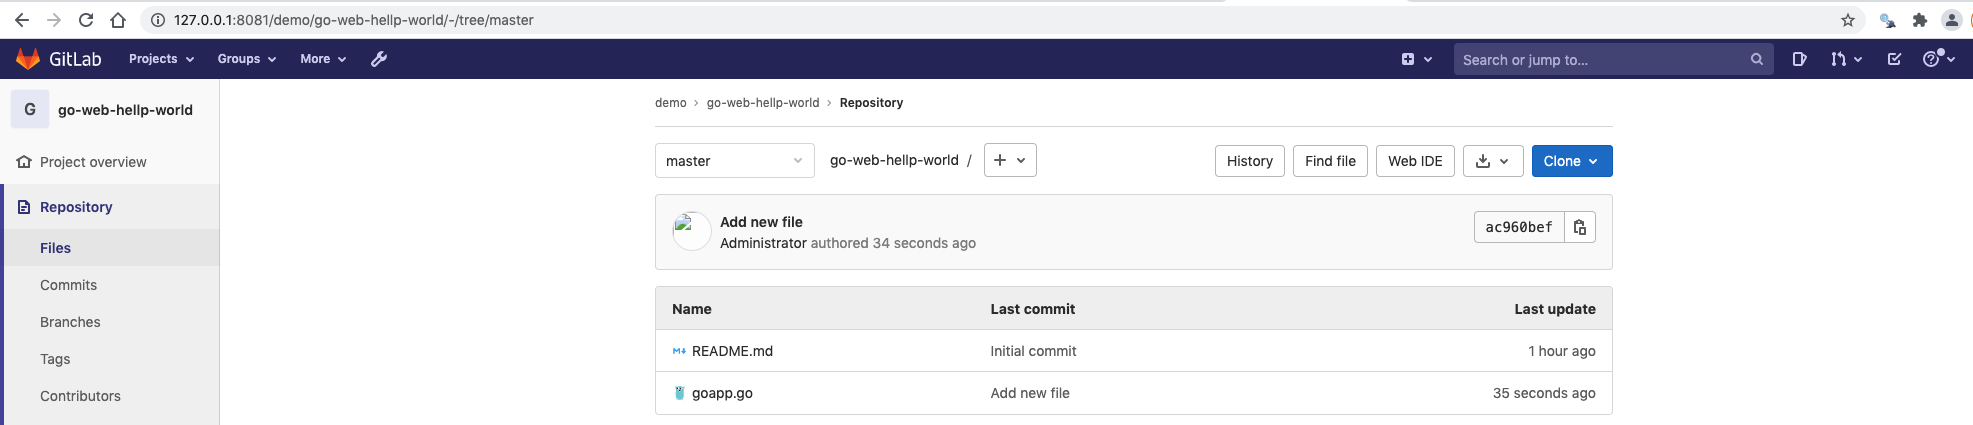 127.0.0.1:8081/demo/go-web-hellp-world/-/tree/master
GitLab Projects Groups More Search or jump to...
G go-web-hellp-world
Project overview
Repository
Files
Commits
Branches
Tags
Contributors
demo › go-web-hellp-world › Repository
master go-web-hellp-world / + History Find file Web IDE Clone
Add new file
Administrator authored 34 seconds ago
ac960bef
Name Last commit Last update
M README.md Initial commit 1 hour ago
goapp.go Add new file 35 seconds ago